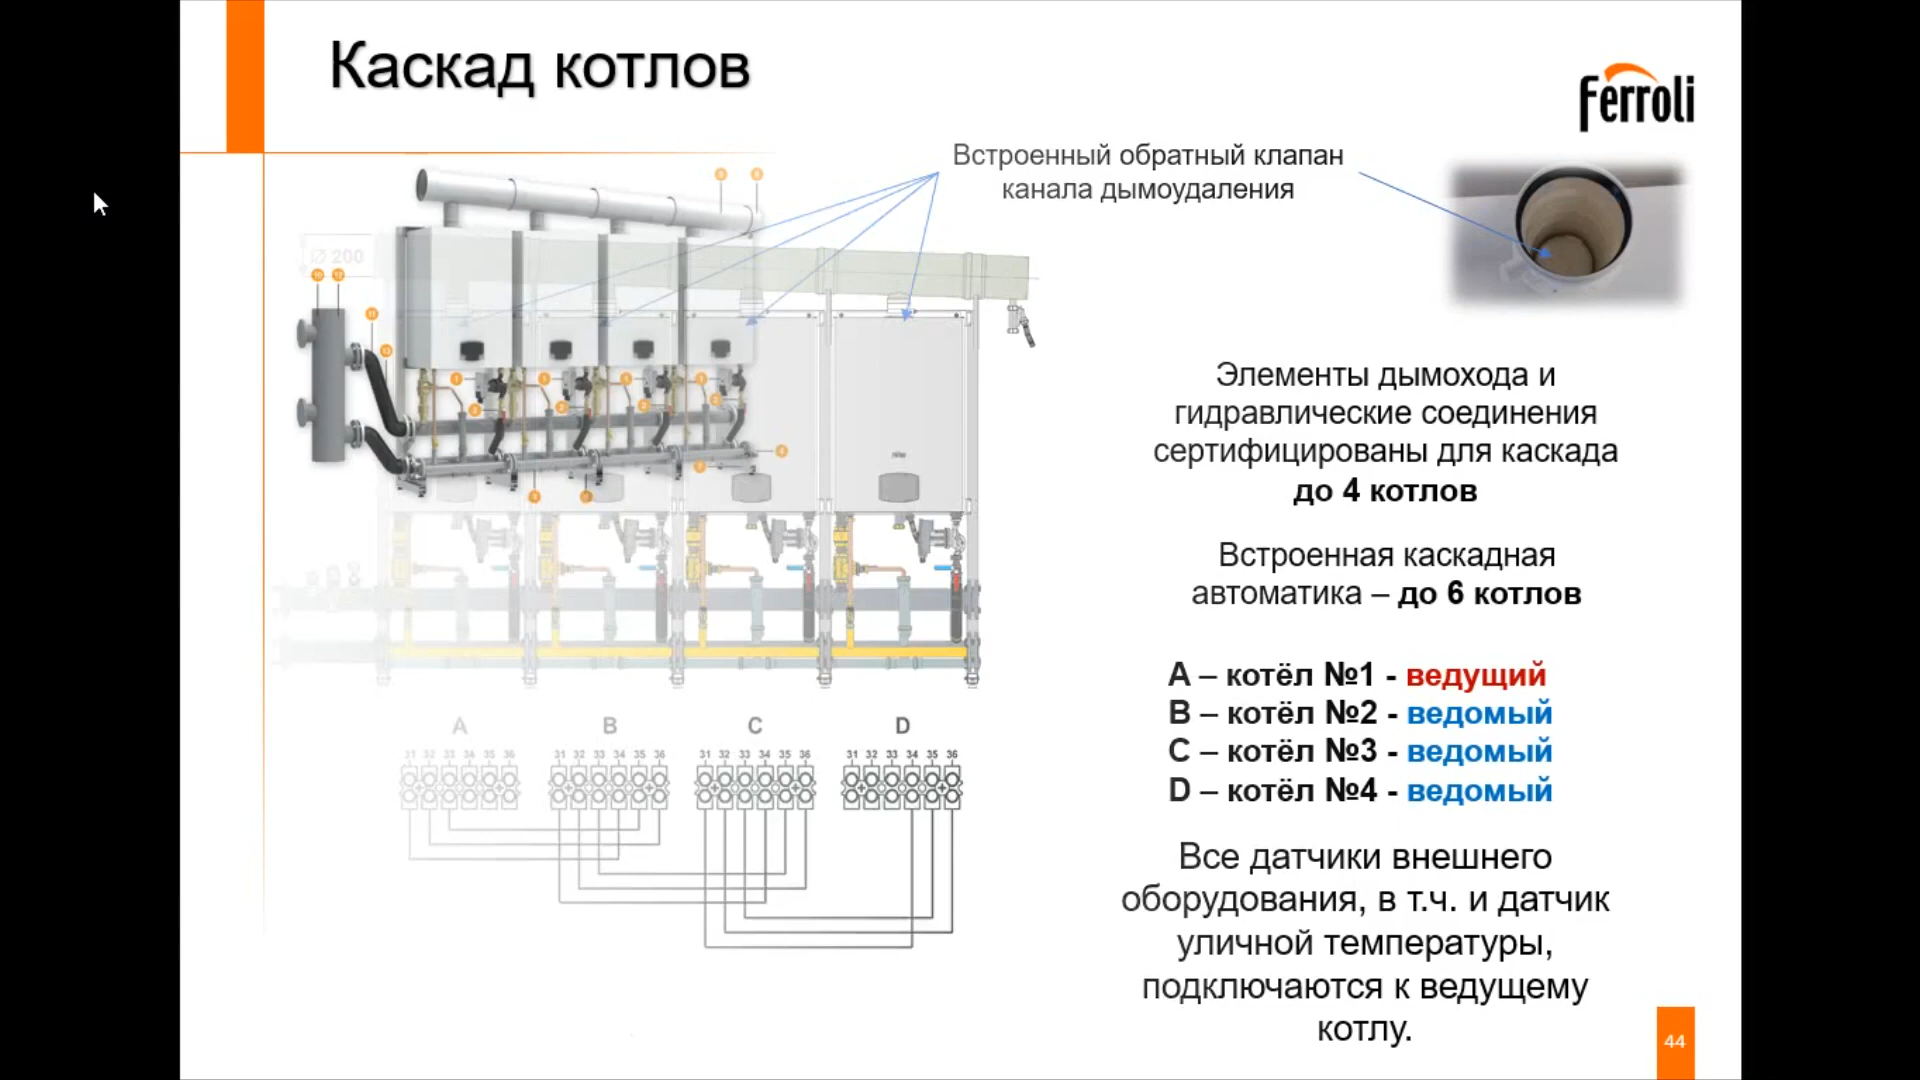 Каскад котлов
Ferroli
Встроенный обратный клапан
канала дымоудаления
Ø 200
Элементы дымохода и
гидравлические соединения
сертифицированы для каскада
до 4 котлов
Встроенная каскадная
автоматика – до 6 котлов
A – котёл №1 - ведущий
B – котёл №2 - ведомый
C – котёл №3 - ведомый
D – котёл №4 - ведомый
A B C D
31 32 33 34 35 36 31 32 33 34 35 36 31 32 33 34 35 36 31 32 33 34 35 36
Все датчики внешнего
оборудования, в т.ч. и датчик
уличной температуры,
подключаются к ведущему
котлу.
44